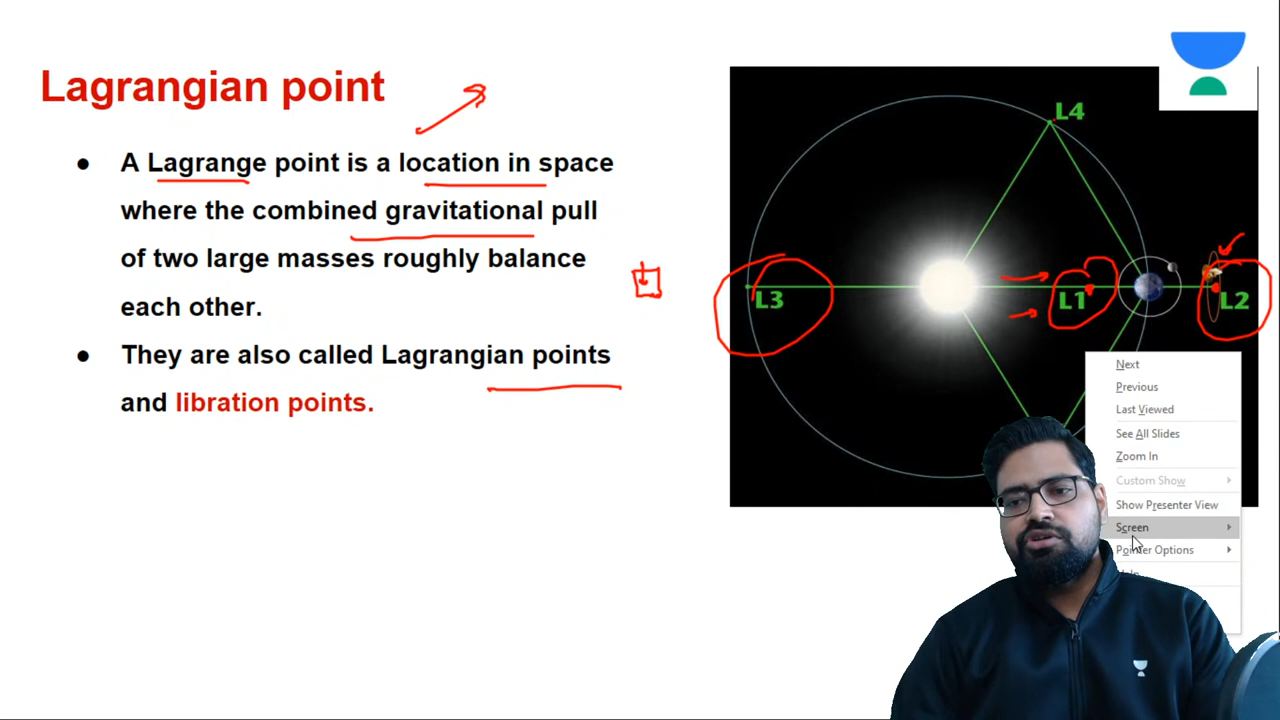 Lagrangian point
● A Lagrange point is a location in space
where the combined gravitational pull
of two large masses roughly balance
each other.
● They are also called Lagrangian points
and libration points.
L4
L3
L1
L2
Next
Previous
Last Viewed
See All Slides
Zoom In
Custom Show
Show Presenter View
Screen
Pointer Options